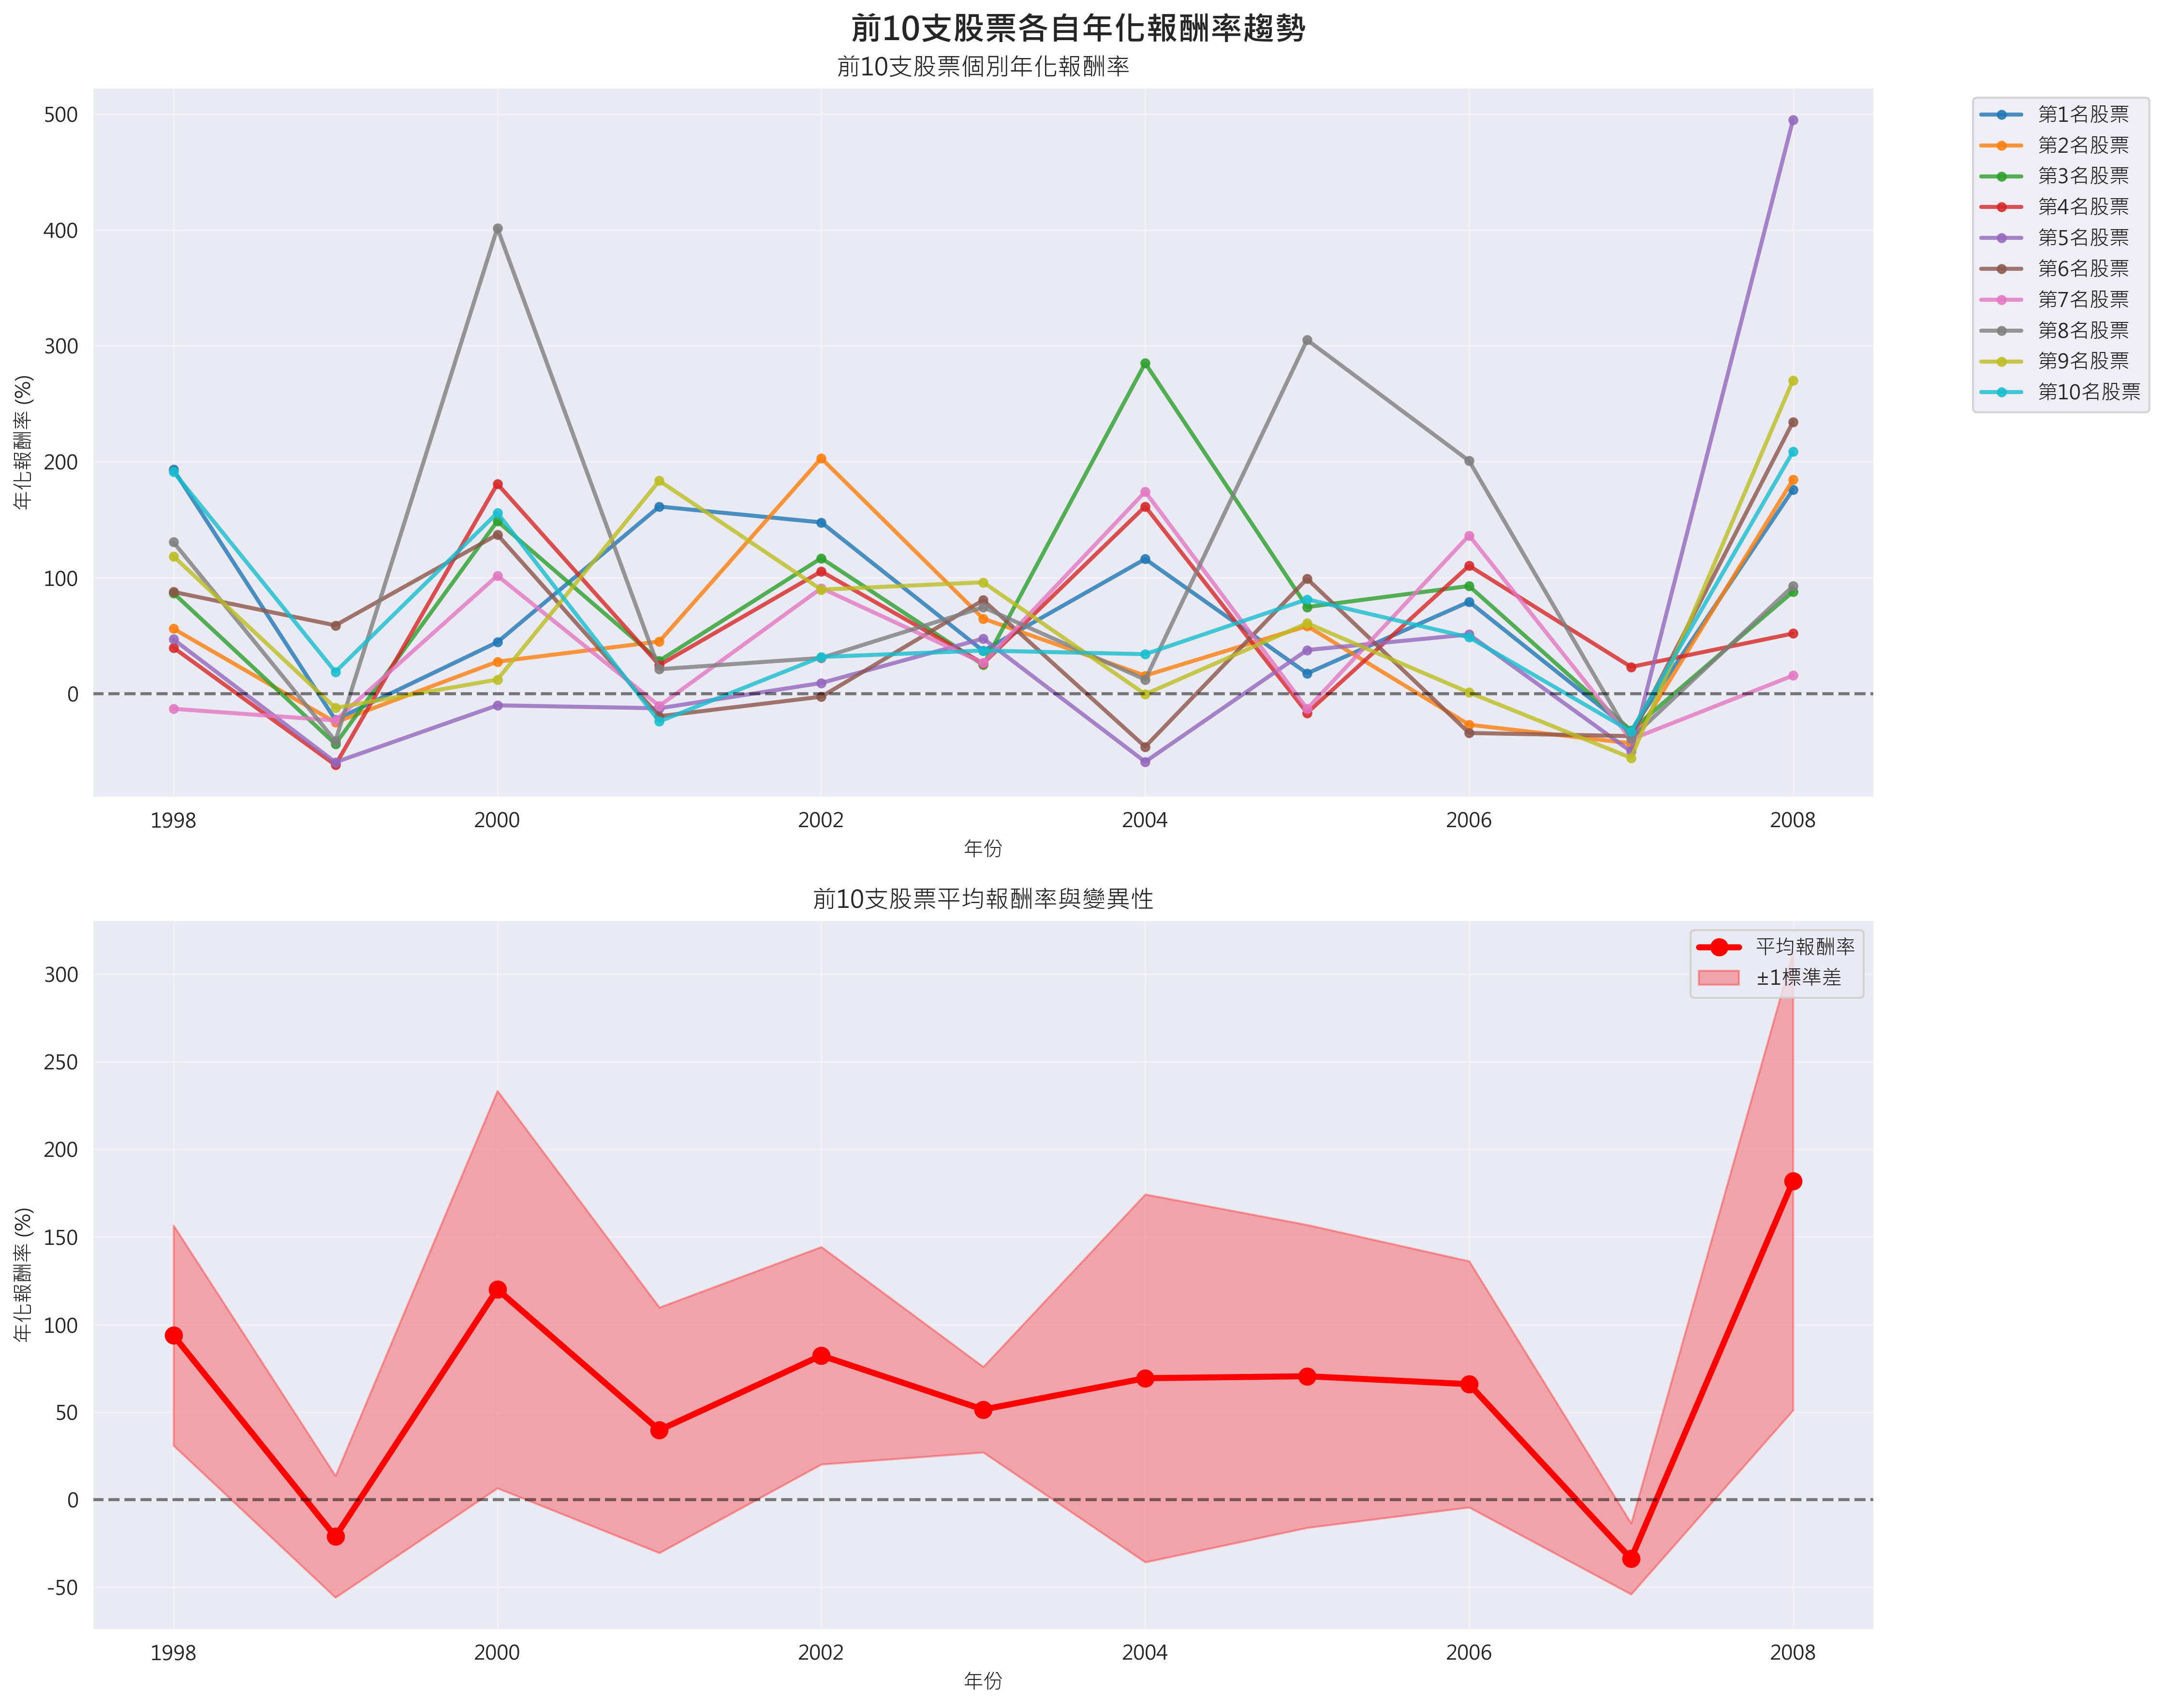 前10支股票各自年化報酬率趨勢
前10支股票個別年化報酬率
年化報酬率 (%)
500
400
300
200
100
0
1998
2000
2002
2004
2006
2008
年份
第1名股票
第2名股票
第3名股票
第4名股票
第5名股票
第6名股票
第7名股票
第8名股票
第9名股票
第10名股票
前10支股票平均報酬率與變異性
年化報酬率 (%)
300
250
200
150
100
50
0
-50
1998
2000
2002
2004
2006
2008
年份
平均報酬率
±1標準差